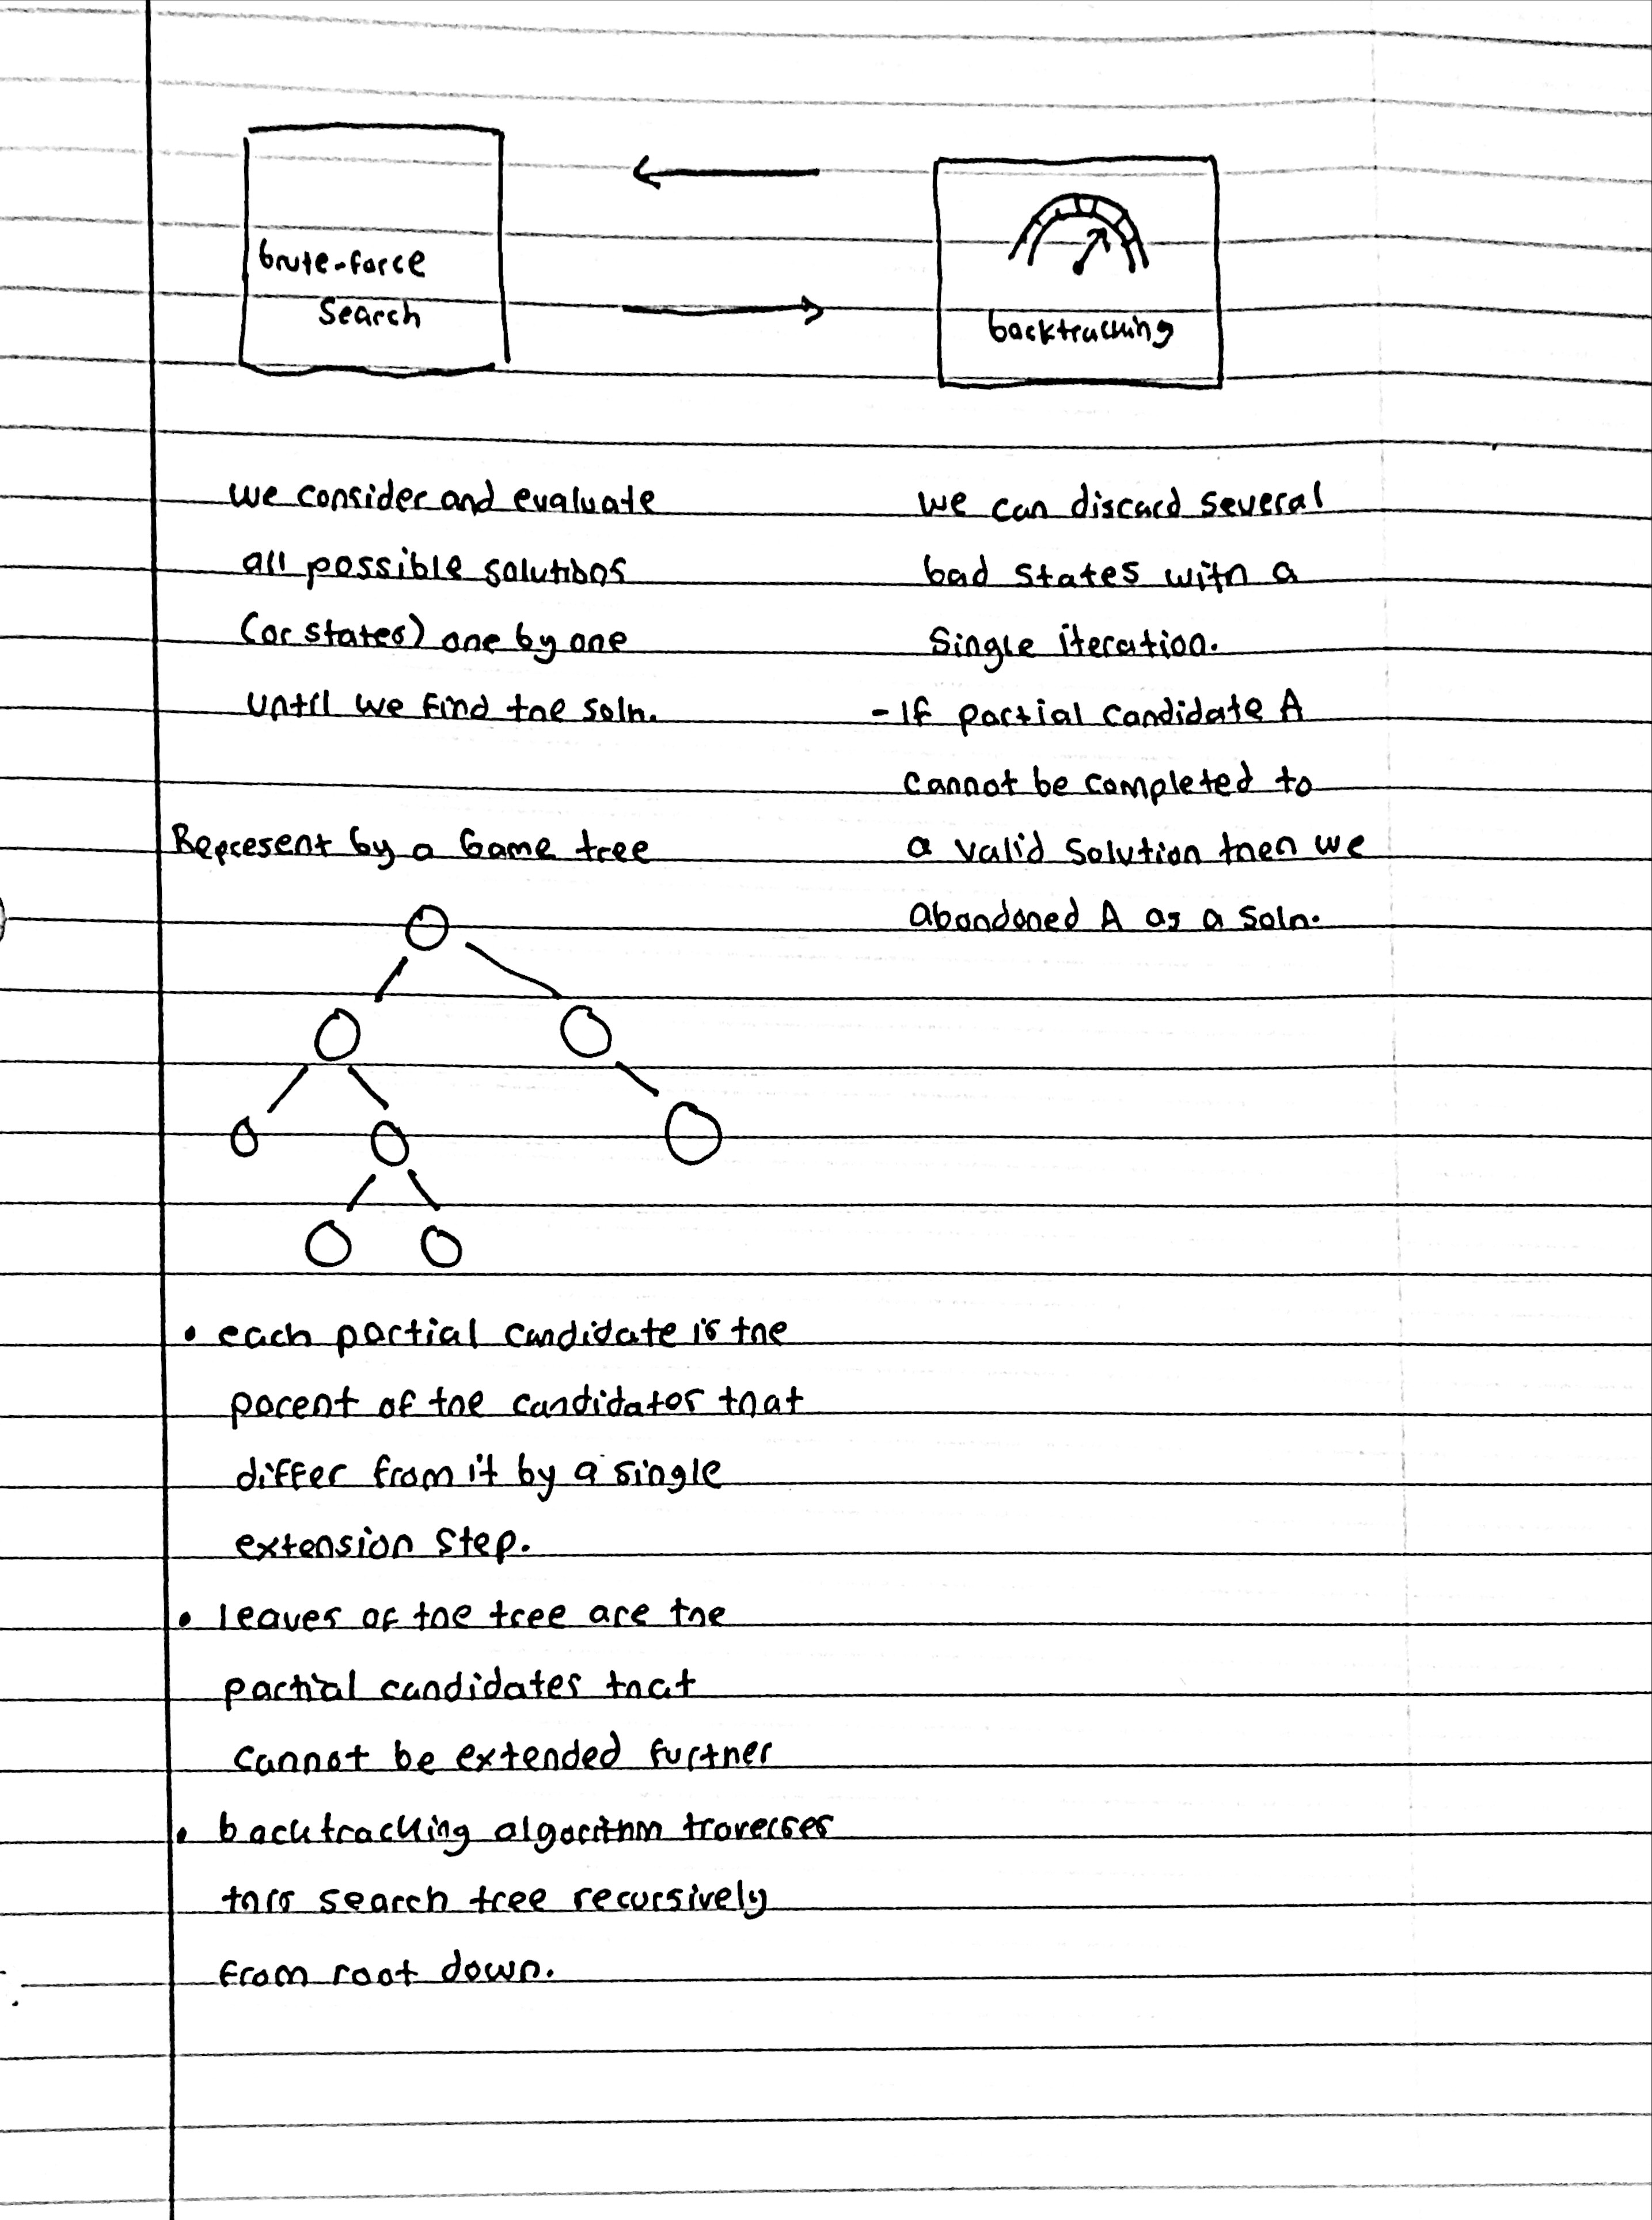 brute-force
Search
backtracking
we consider and evaluate
all possible solutions
(or states) one by one
until we find the soln.
Represent by a Game tree
we can discard several
bad states with a
single iteration.
- If partial candidate A
cannot be completed to
a valid solution then we
abandoned A as a soln.
• each partial candidate is the
parent of the candidates that
differ from it by a single
extension step.
• leaves of the tree are the
partial candidates that
cannot be extended further
• backtracking algorithm traverses
this search tree recursively
from root down.